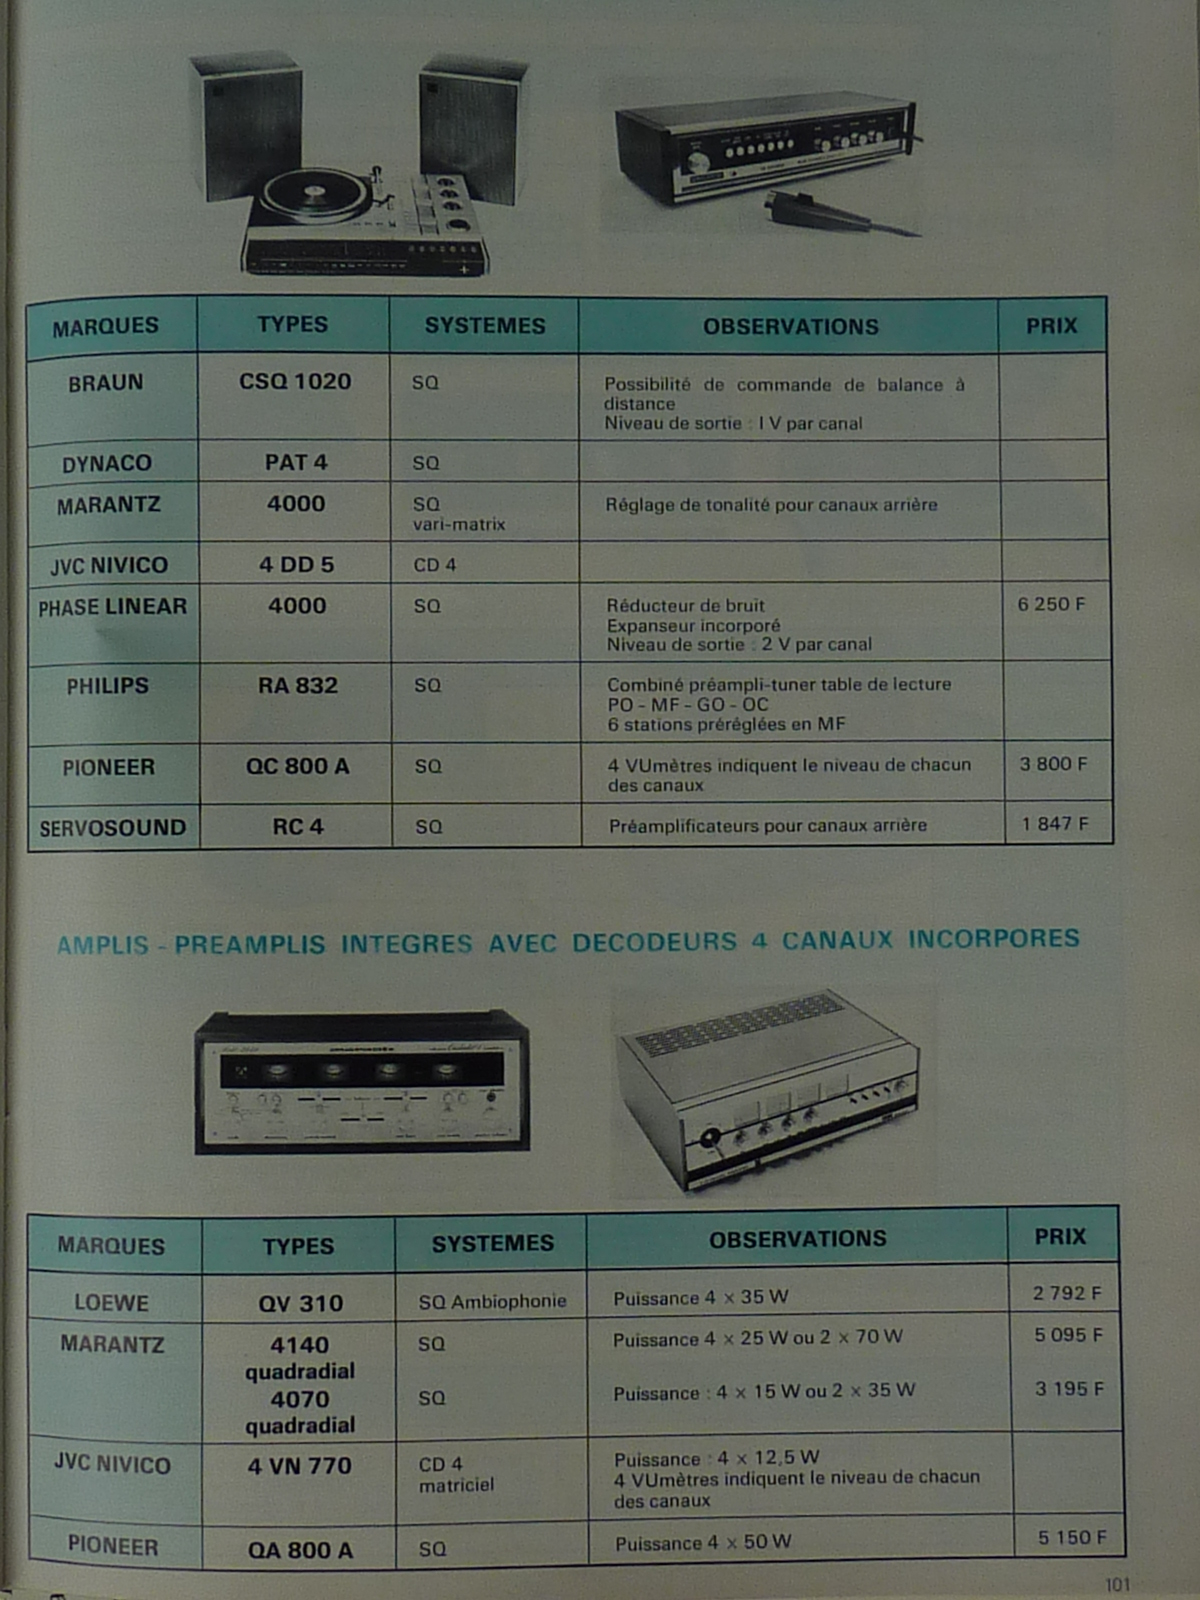 MARQUES TYPES SYSTEMES OBSERVATIONS PRIX
BRAUN CSQ 1020 SQ Possibilité de commande de balance à
distance
Niveau de sortie : I V par canal
DYNACO PAT 4 SQ
MARANTZ 4000 SQ Réglage de tonalité pour canaux arrière
vari-matrix
JVC NIVICO 4 DD 5 CD 4
PHASE LINEAR 4000 SQ Réducteur de bruit 6 250 F
Expanseur incorporé
Niveau de sortie : 2 V par canal
PHILIPS RA 832 SQ Combiné préampli-tuner table de lecture
PO - MF - GO - OC
6 stations préréglées en MF
PIONEER QC 800 A SQ 4 VUmètres indiquent le niveau de chacun 3 800 F
des canaux
SERVOSOUND RC 4 SQ Préamplificateurs pour canaux arrière 1 847 F
AMPLIS - PREAMPLIS INTEGRES AVEC DECODEURS 4 CANAUX INCORPORES
MARQUES TYPES SYSTEMES OBSERVATIONS PRIX
LOEWE QV 310 SQ Ambiophonie Puissance 4 × 35 W 2 792 F
MARANTZ 4140 SQ Puissance 4 × 25 W ou 2 × 70 W 5 095 F
quadradial
4070 SQ Puissance : 4 × 15 W ou 2 × 35 W 3 195 F
quadradial
JVC NIVICO 4 VN 770 CD 4 Puissance : 4 × 12,5 W
matriciel 4 VUmètres indiquent le niveau de chacun
des canaux
PIONEER QA 800 A SQ Puissance 4 × 50 W 5 150 F
101